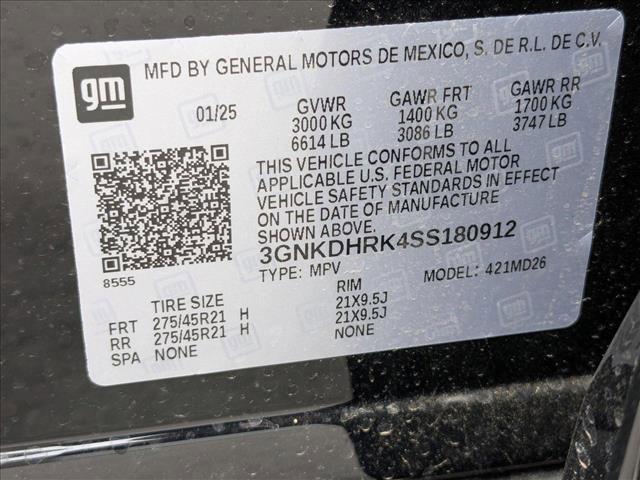 gm
MFD BY GENERAL MOTORS DE MEXICO, S. DE R.L. DE C.V.
01/25 GVWR GAWR FRT GAWR RR
3000 KG 1400 KG 1700 KG
6614 LB 3086 LB 3747 LB
THIS VEHICLE CONFORMS TO ALL
APPLICABLE U.S. FEDERAL MOTOR
VEHICLE SAFETY STANDARDS IN EFFECT
ON THE DATE OF MANUFACTURE
SHOWN ABOVE.
3GNKDHRK4SS180912
8555 TYPE: MPV MODEL: 421MD26
TIRE SIZE RIM
FRT 275/45R21 H 21X9.5J
RR 275/45R21 H 21X9.5J
SPA NONE NONE